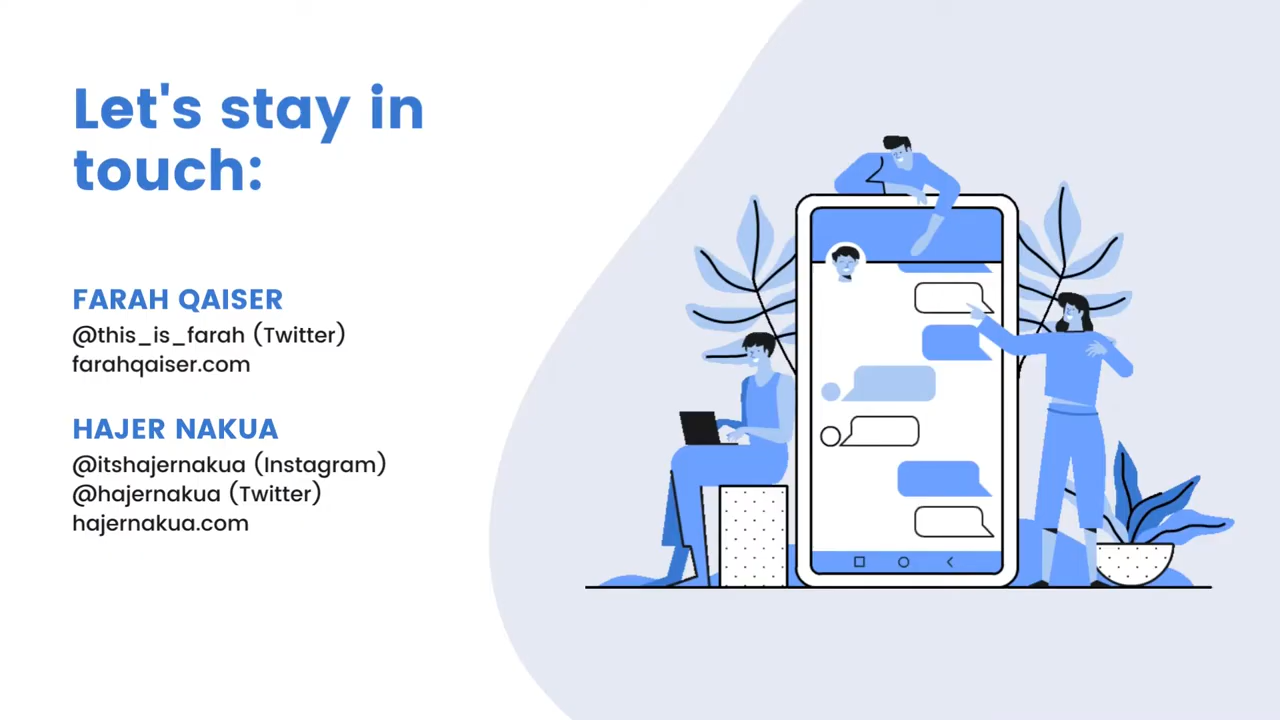 Let's stay in
touch:
FARAH QAISER
@this_is_farah (Twitter)
farahqaiser.com
HAJER NAKUA
@itshajernakua (Instagram)
@hajernakua (Twitter)
hajernakua.com